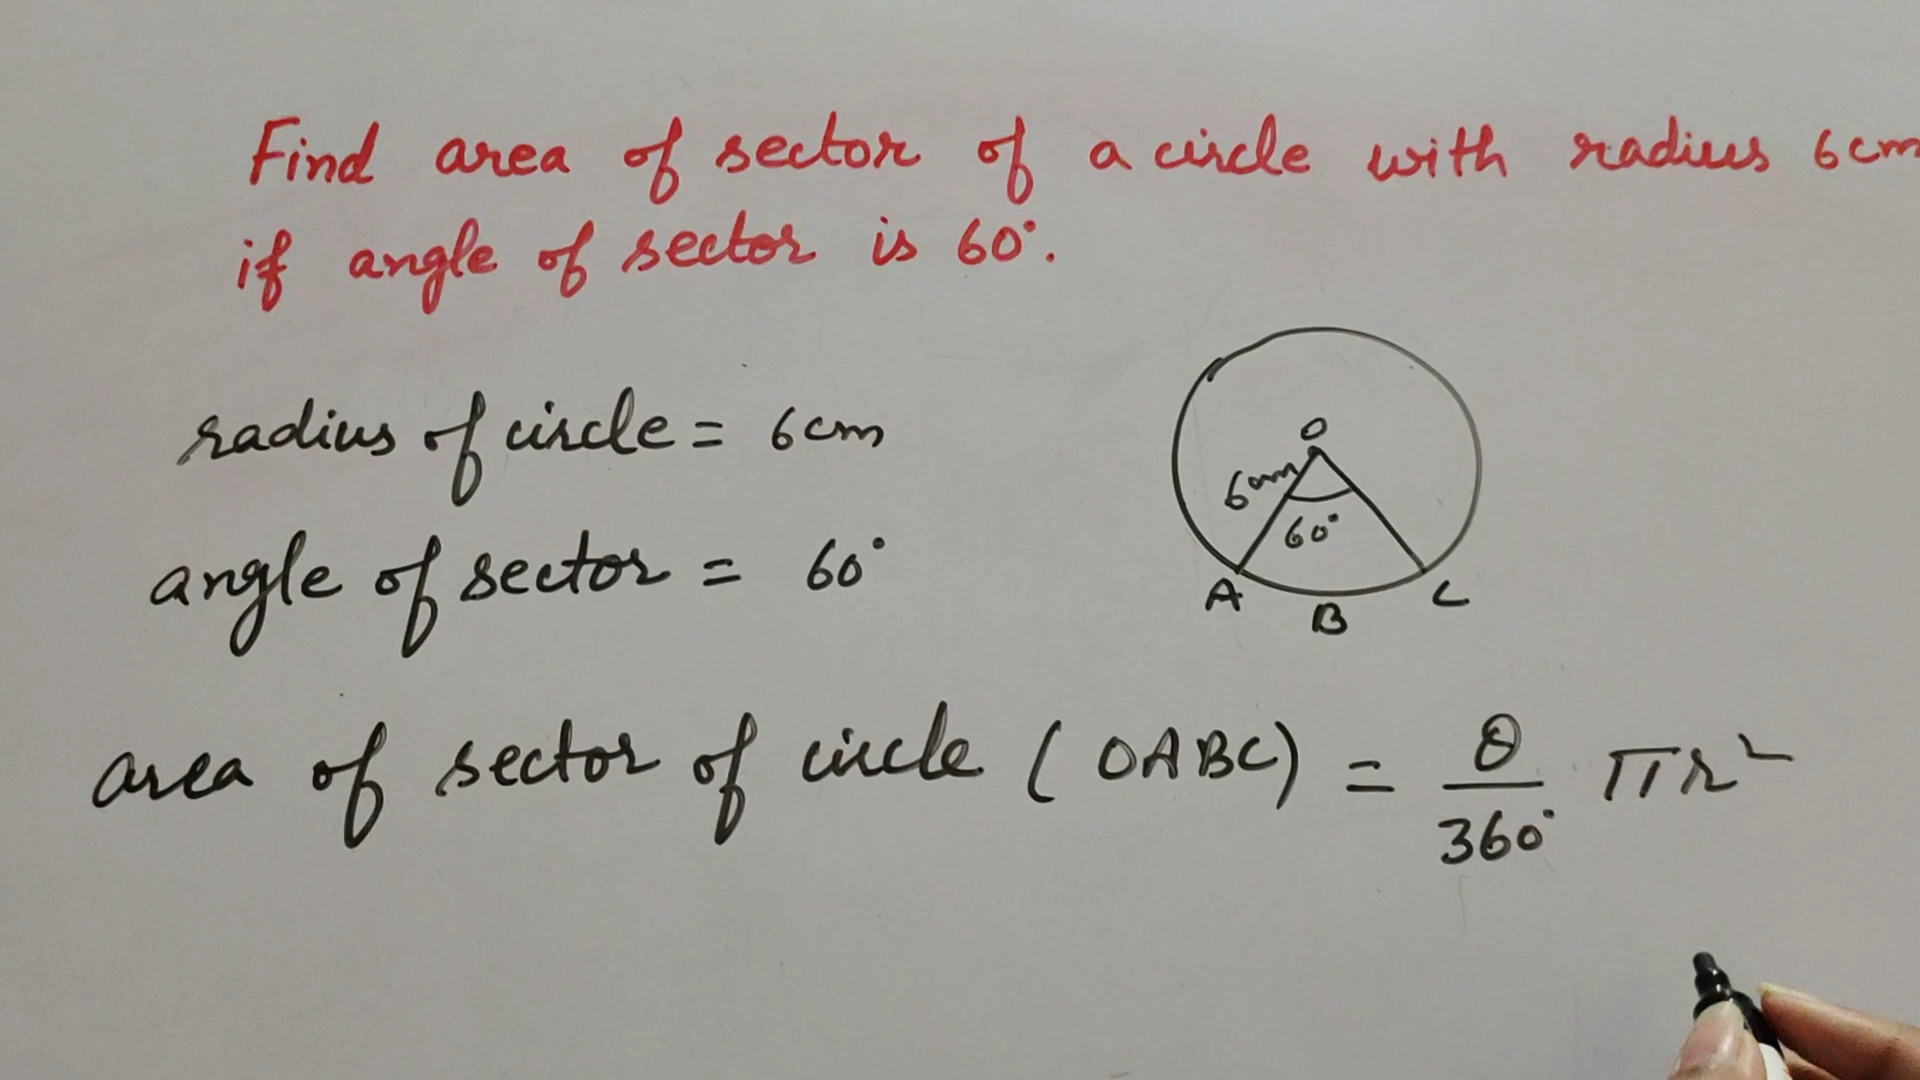 Find area of sector of a circle with radius 6cm
if angle of sector is 60°.
radius of circle = 6cm
angle of sector = 60°
O
6cm
60°
A
B
C
area of sector of circle (OABC) = θ/360° πr²